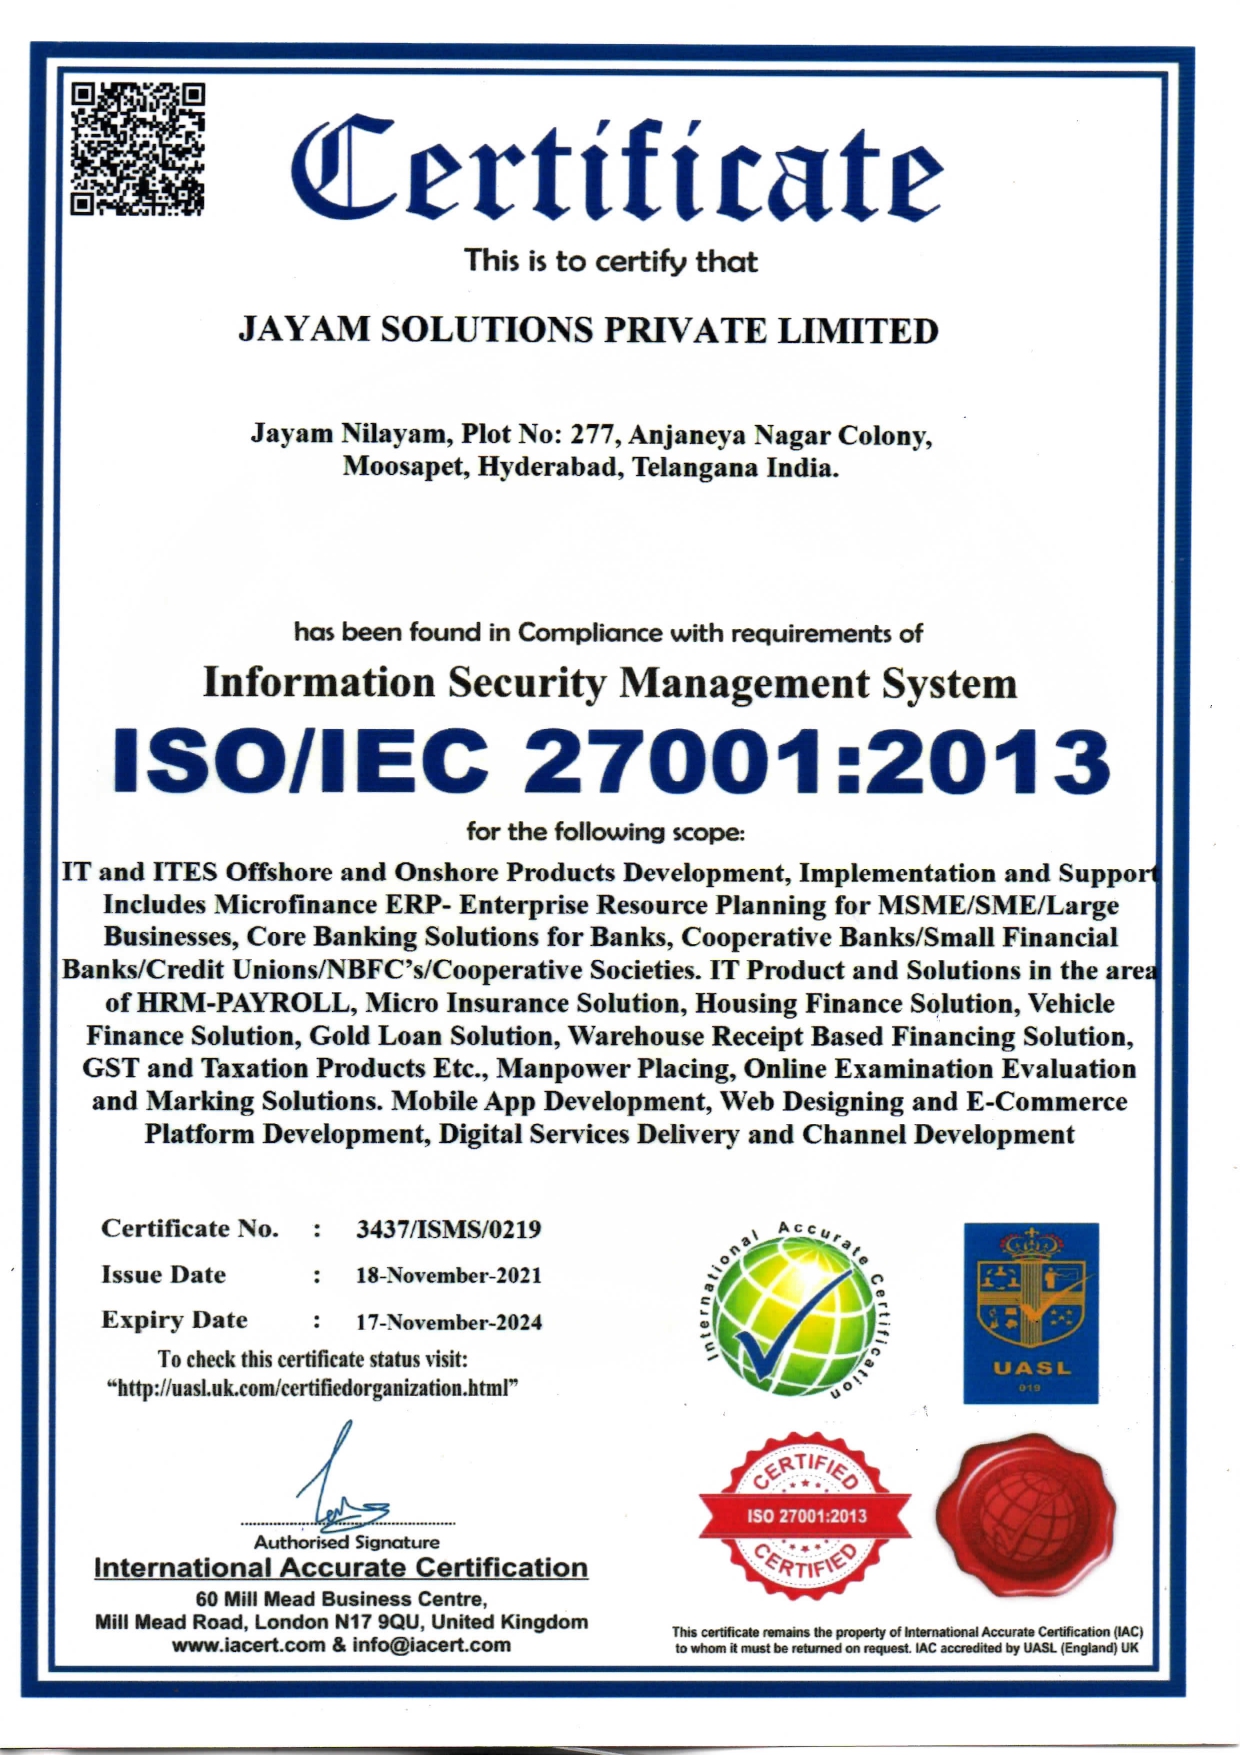 Certificate
This is to certify that
JAYAM SOLUTIONS PRIVATE LIMITED
Jayam Nilayam, Plot No: 277, Anjaneya Nagar Colony,
Moosapet, Hyderabad, Telangana India.
has been found in Compliance with requirements of
Information Security Management System
ISO/IEC 27001:2013
for the following scope:
IT and ITES Offshore and Onshore Products Development, Implementation and Support
Includes Microfinance ERP- Enterprise Resource Planning for MSME/SME/Large
Businesses, Core Banking Solutions for Banks, Cooperative Banks/Small Financial
Banks/Credit Unions/NBFC's/Cooperative Societies. IT Product and Solutions in the area
of HRM-PAYROLL, Micro Insurance Solution, Housing Finance Solution, Vehicle
Finance Solution, Gold Loan Solution, Warehouse Receipt Based Financing Solution,
GST and Taxation Products Etc., Manpower Placing, Online Examination Evaluation
and Marking Solutions. Mobile App Development, Web Designing and E-Commerce
Platform Development, Digital Services Delivery and Channel Development
Certificate No. : 3437/ISMS/0219
Issue Date : 18-November-2021
Expiry Date : 17-November-2024
To check this certificate status visit:
“http://uasl.uk.com/certifiedorganization.html”
International Accurate Certification
UASL
019
Authorised Signature
International Accurate Certification
60 Mill Mead Business Centre,
Mill Mead Road, London N17 9QU, United Kingdom
www.iacert.com & info@iacert.com
CERTIFIED
ISO 27001:2013
CERTIFIED
This certificate remains the property of International Accurate Certification (IAC)
to whom it must be returned on request. IAC accredited by UASL (England) UK